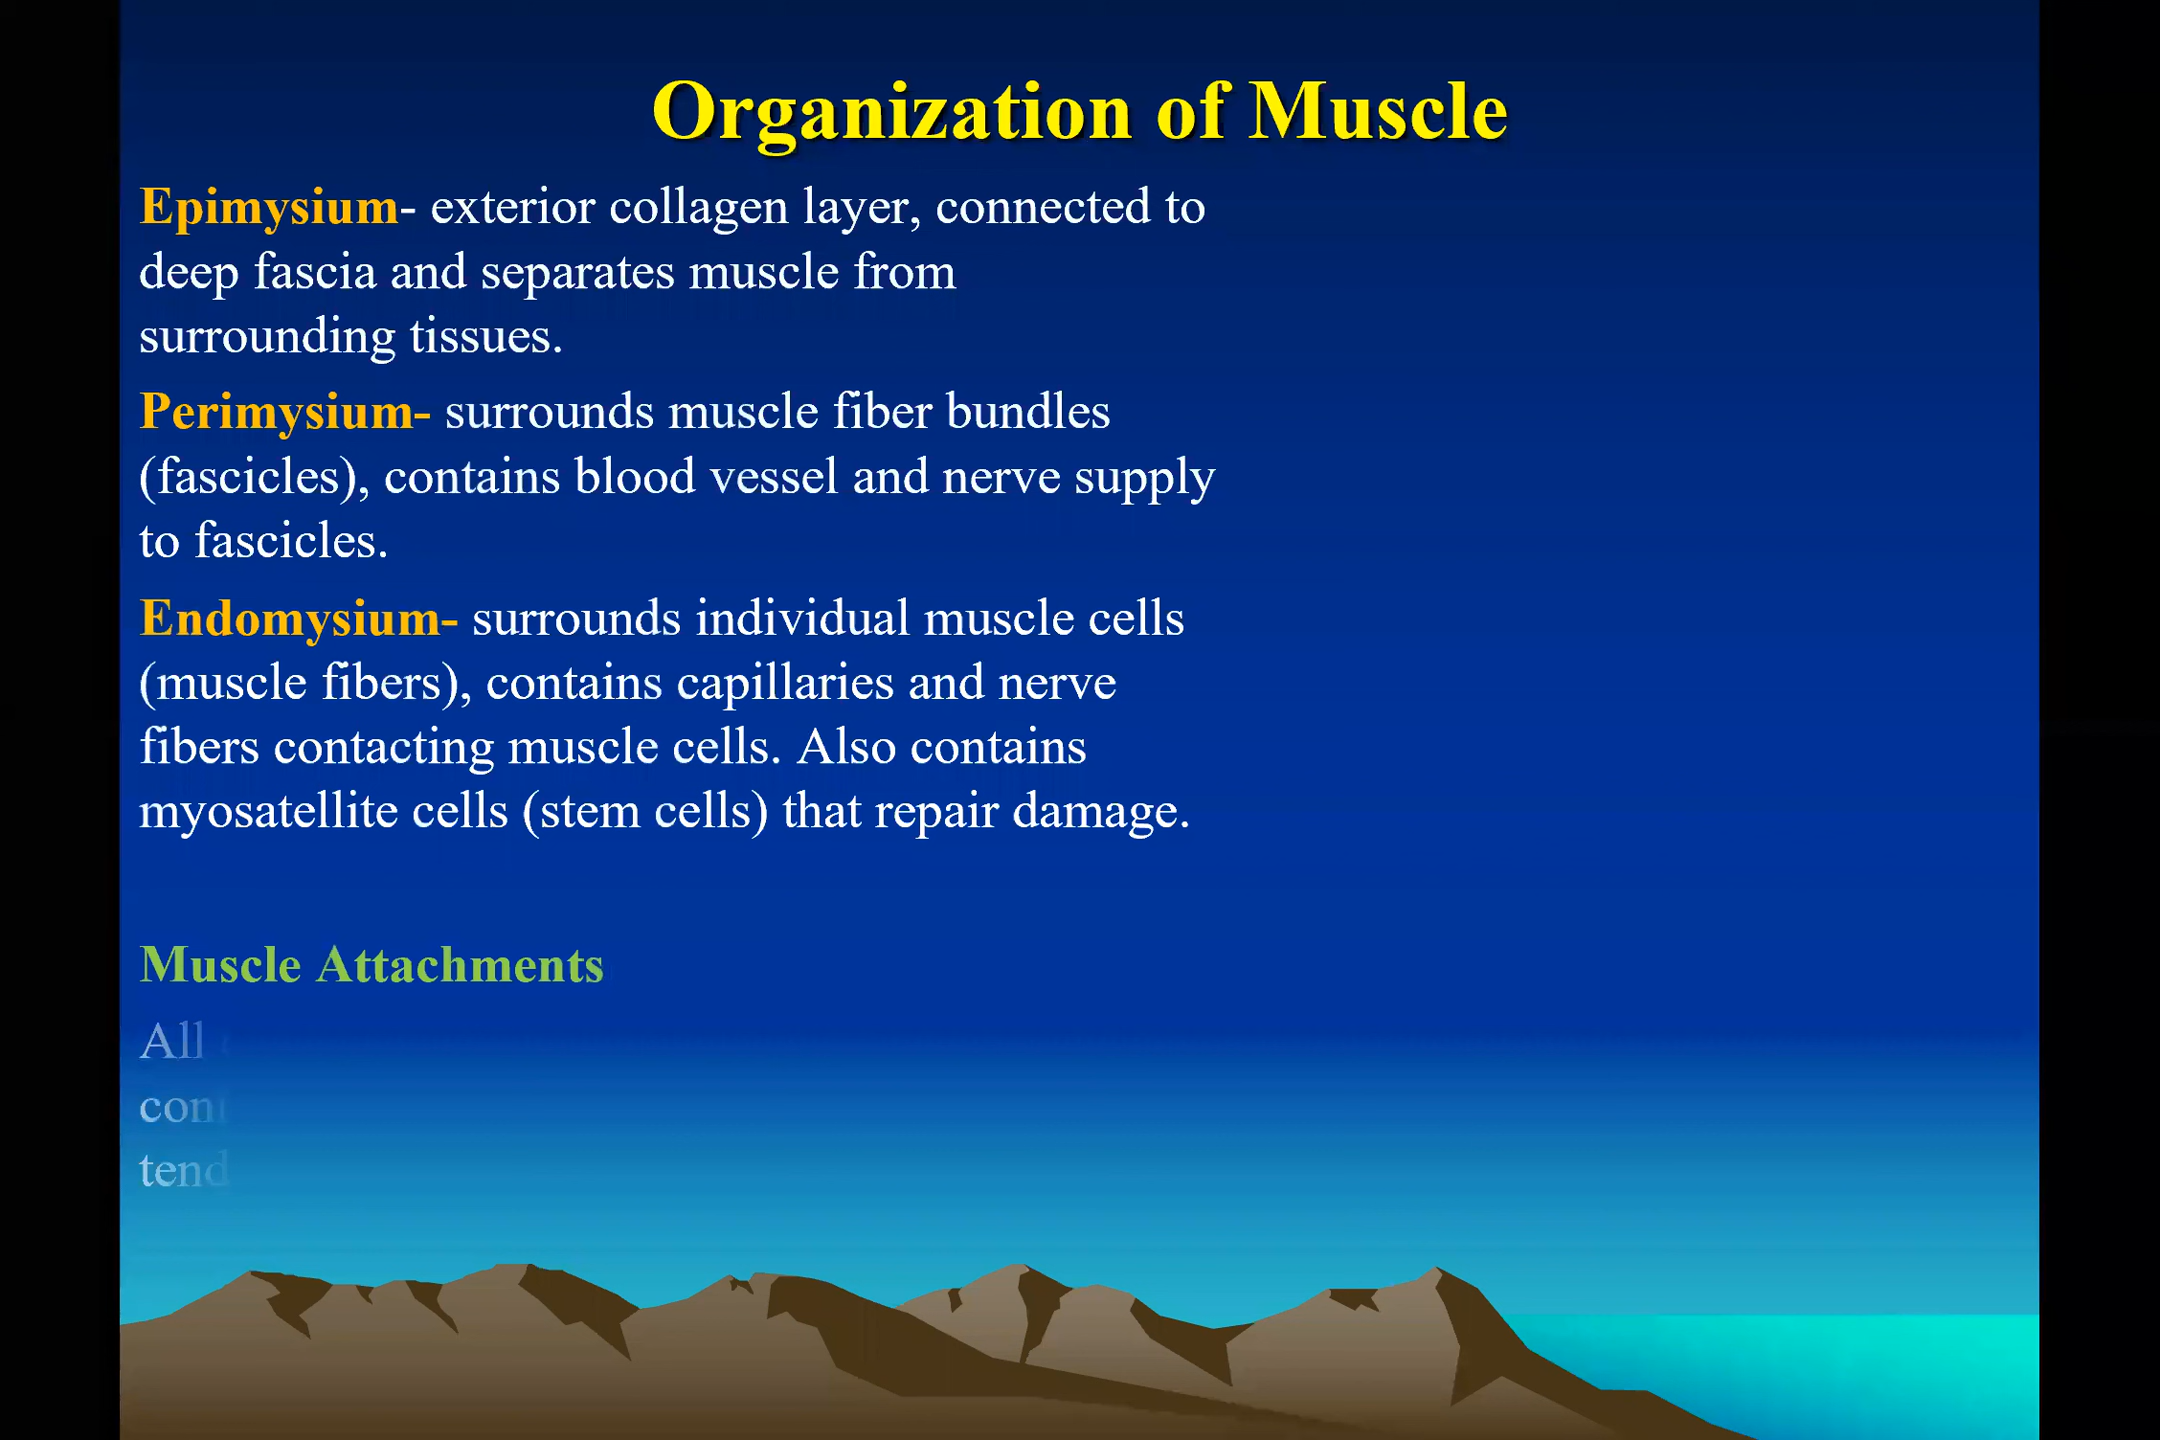 Organization of Muscle
Epimysium- exterior collagen layer, connected to
deep fascia and separates muscle from
surrounding tissues.
Perimysium- surrounds muscle fiber bundles
(fascicles), contains blood vessel and nerve supply
to fascicles.
Endomysium- surrounds individual muscle cells
(muscle fibers), contains capillaries and nerve
fibers contacting muscle cells. Also contains
myosatellite cells (stem cells) that repair damage.
Muscle Attachments
All